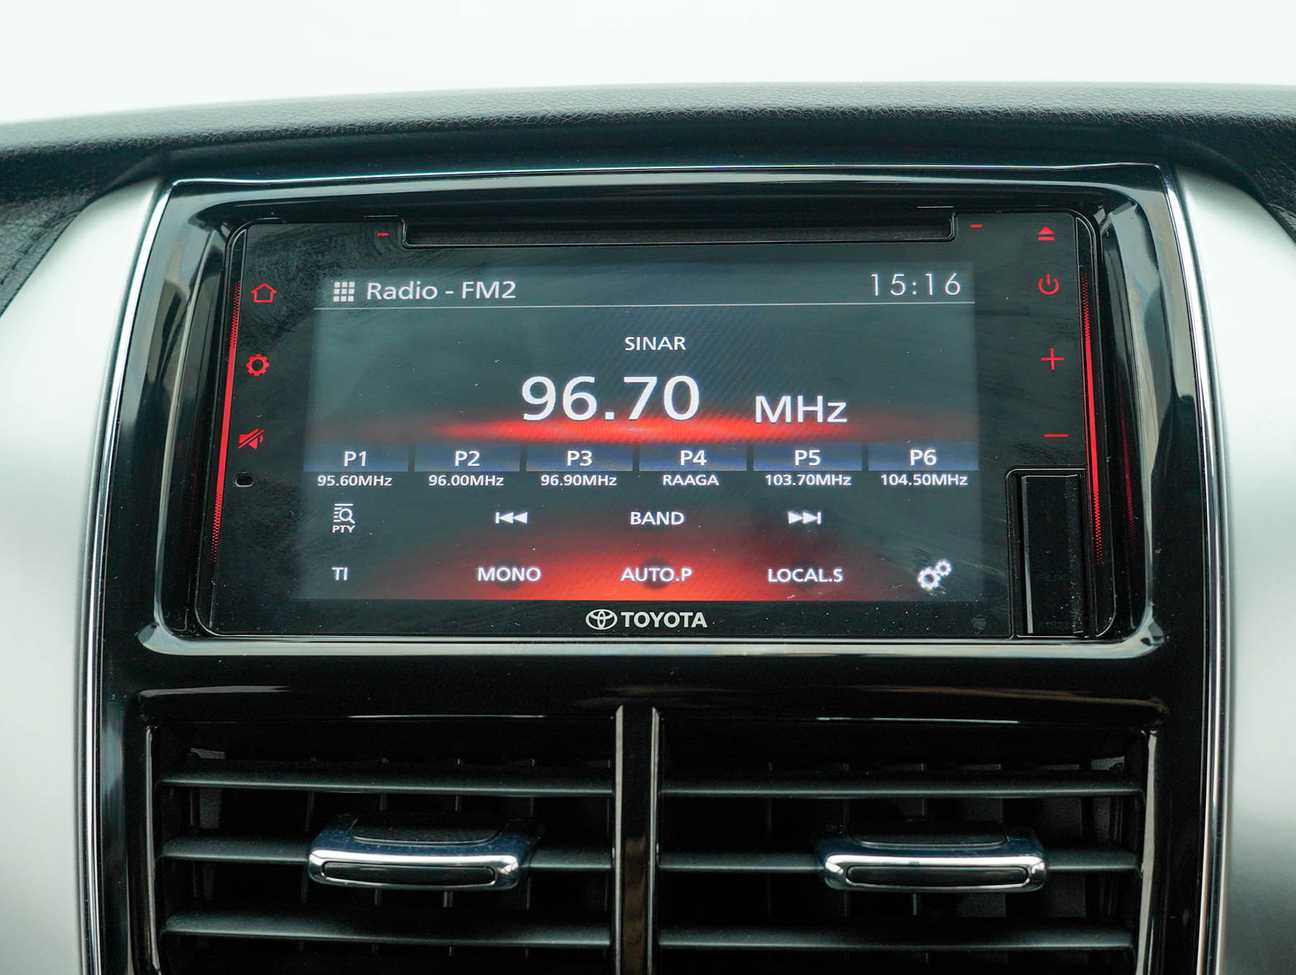 Radio - FM2 15:16
SINAR
96.70 MHz
P1 P2 P3 P4 P5 P6
95.60MHz 96.00MHz 96.90MHz RAAGA 103.70MHz 104.50MHz
PTY BAND
TI MONO AUTO.P LOCAL.S
TOYOTA